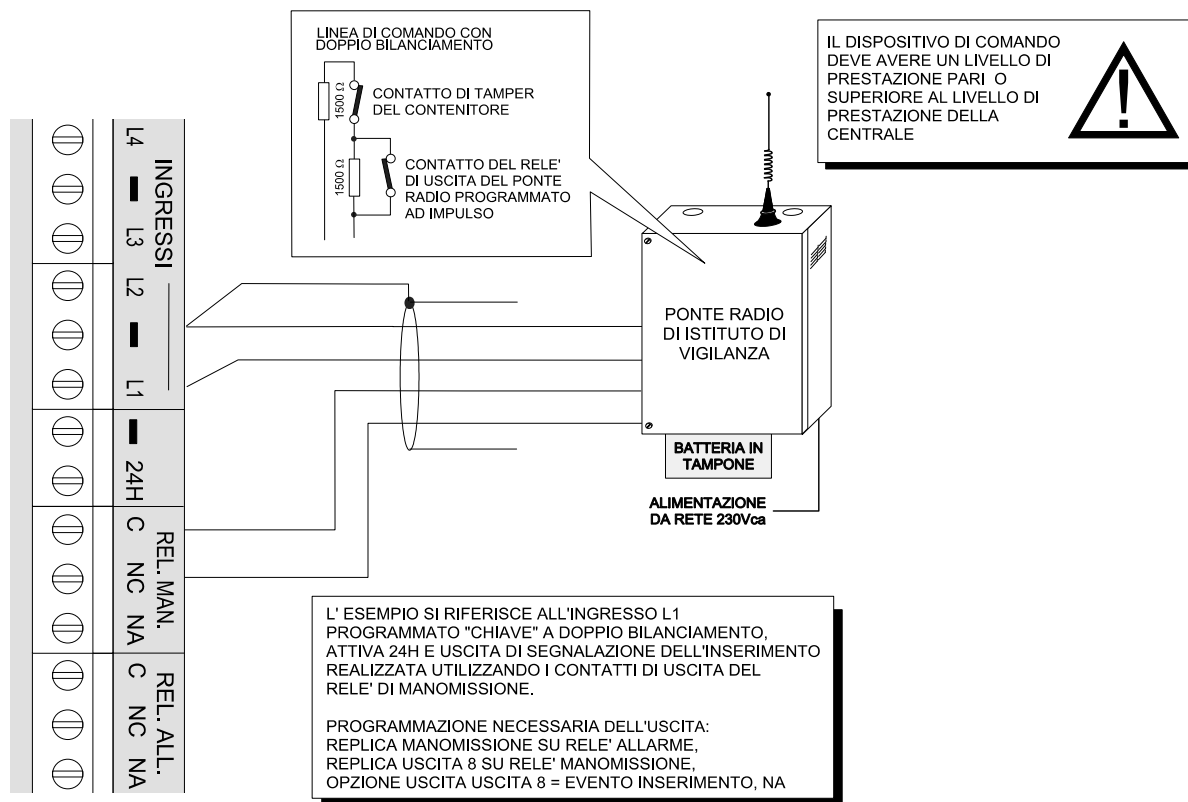 LINEA DI COMANDO CON
DOPPIO BILANCIAMENTO
1500 Ω
CONTATTO DI TAMPER
DEL CONTENITORE
1500 Ω
CONTATTO DEL RELE'
DI USCITA DEL PONTE
RADIO PROGRAMMATO
AD IMPULSO
IL DISPOSITIVO DI COMANDO
DEVE AVERE UN LIVELLO DI
PRESTAZIONE PARI O
SUPERIORE AL LIVELLO DI
PRESTAZIONE DELLA
CENTRALE
!
INGRESSI
L4
L3
L2
L1
24H
REL. MAN.
C
NC
NA
REL. ALL.
C
NC
NA
PONTE RADIO
DI ISTITUTO DI
VIGILANZA
BATTERIA IN
TAMPONE
ALIMENTAZIONE
DA RETE 230Vca
L' ESEMPIO SI RIFERISCE ALL'INGRESSO L1
PROGRAMMATO "CHIAVE" A DOPPIO BILANCIAMENTO,
ATTIVA 24H E USCITA DI SEGNALAZIONE DELL'INSERIMENTO
REALIZZATA UTILIZZANDO I CONTATTI DI USCITA DEL
RELE' DI MANOMISSIONE.
PROGRAMMAZIONE NECESSARIA DELL'USCITA:
REPLICA MANOMISSIONE SU RELE' ALLARME,
REPLICA USCITA 8 SU RELE' MANOMISSIONE,
OPZIONE USCITA USCITA 8 = EVENTO INSERIMENTO, NA